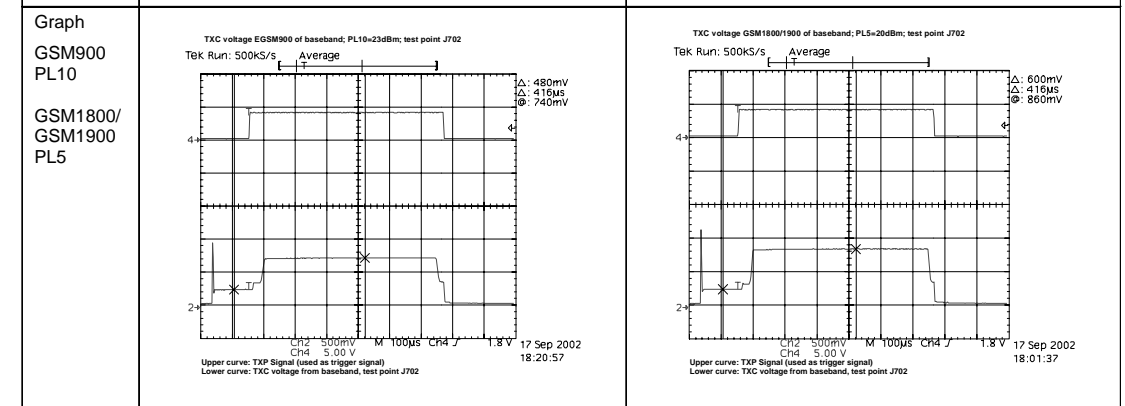 Graph
GSM900
PL10
GSM1800/
GSM1900
PL5
TXC voltage EGSM900 of baseband; PL10=23dBm; test point J702
Tek Run: 500kS/s Average
[ T ]
Δ: 480mV
Δ: 416µs
@: 740mV
T
4→
T
2→
Ch2 500mV M 100µs Ch4 ʃ 1.8 V
Ch4 5.00 V
17 Sep 2002
18:20:57
Upper curve: TXP Signal (used as trigger signal)
Lower curve: TXC voltage from baseband, test point J702
TXC voltage GSM1800/1900 of baseband; PL5=20dBm; test point J702
Tek Run: 500kS/s Average
[ T ]
Δ: 600mV
Δ: 416µs
@: 860mV
T
4→
T
2→
Ch2 500mV M 100µs Ch4 ʃ 1.8 V
Ch4 5.00 V
17 Sep 2002
18:01:37
Upper curve: TXP Signal (used as trigger signal)
Lower curve: TXC voltage from baseband, test point J702